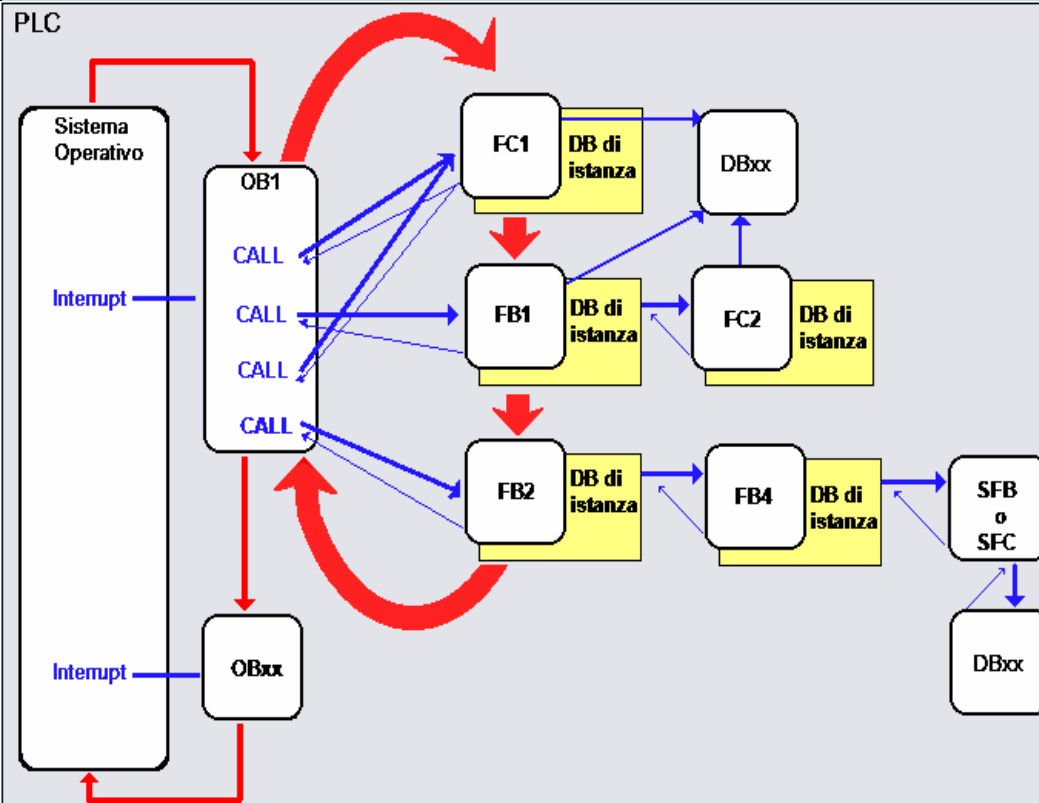 PLC
Sistema
Operativo
OB1
CALL
CALL
CALL
CALL
Interrupt
Interrupt
OBxx
FC1
DB di
istanza
DBxx
FB1
DB di
istanza
FC2
DB di
istanza
FB2
DB di
istanza
FB4
DB di
istanza
SFB
o
SFC
DBxx